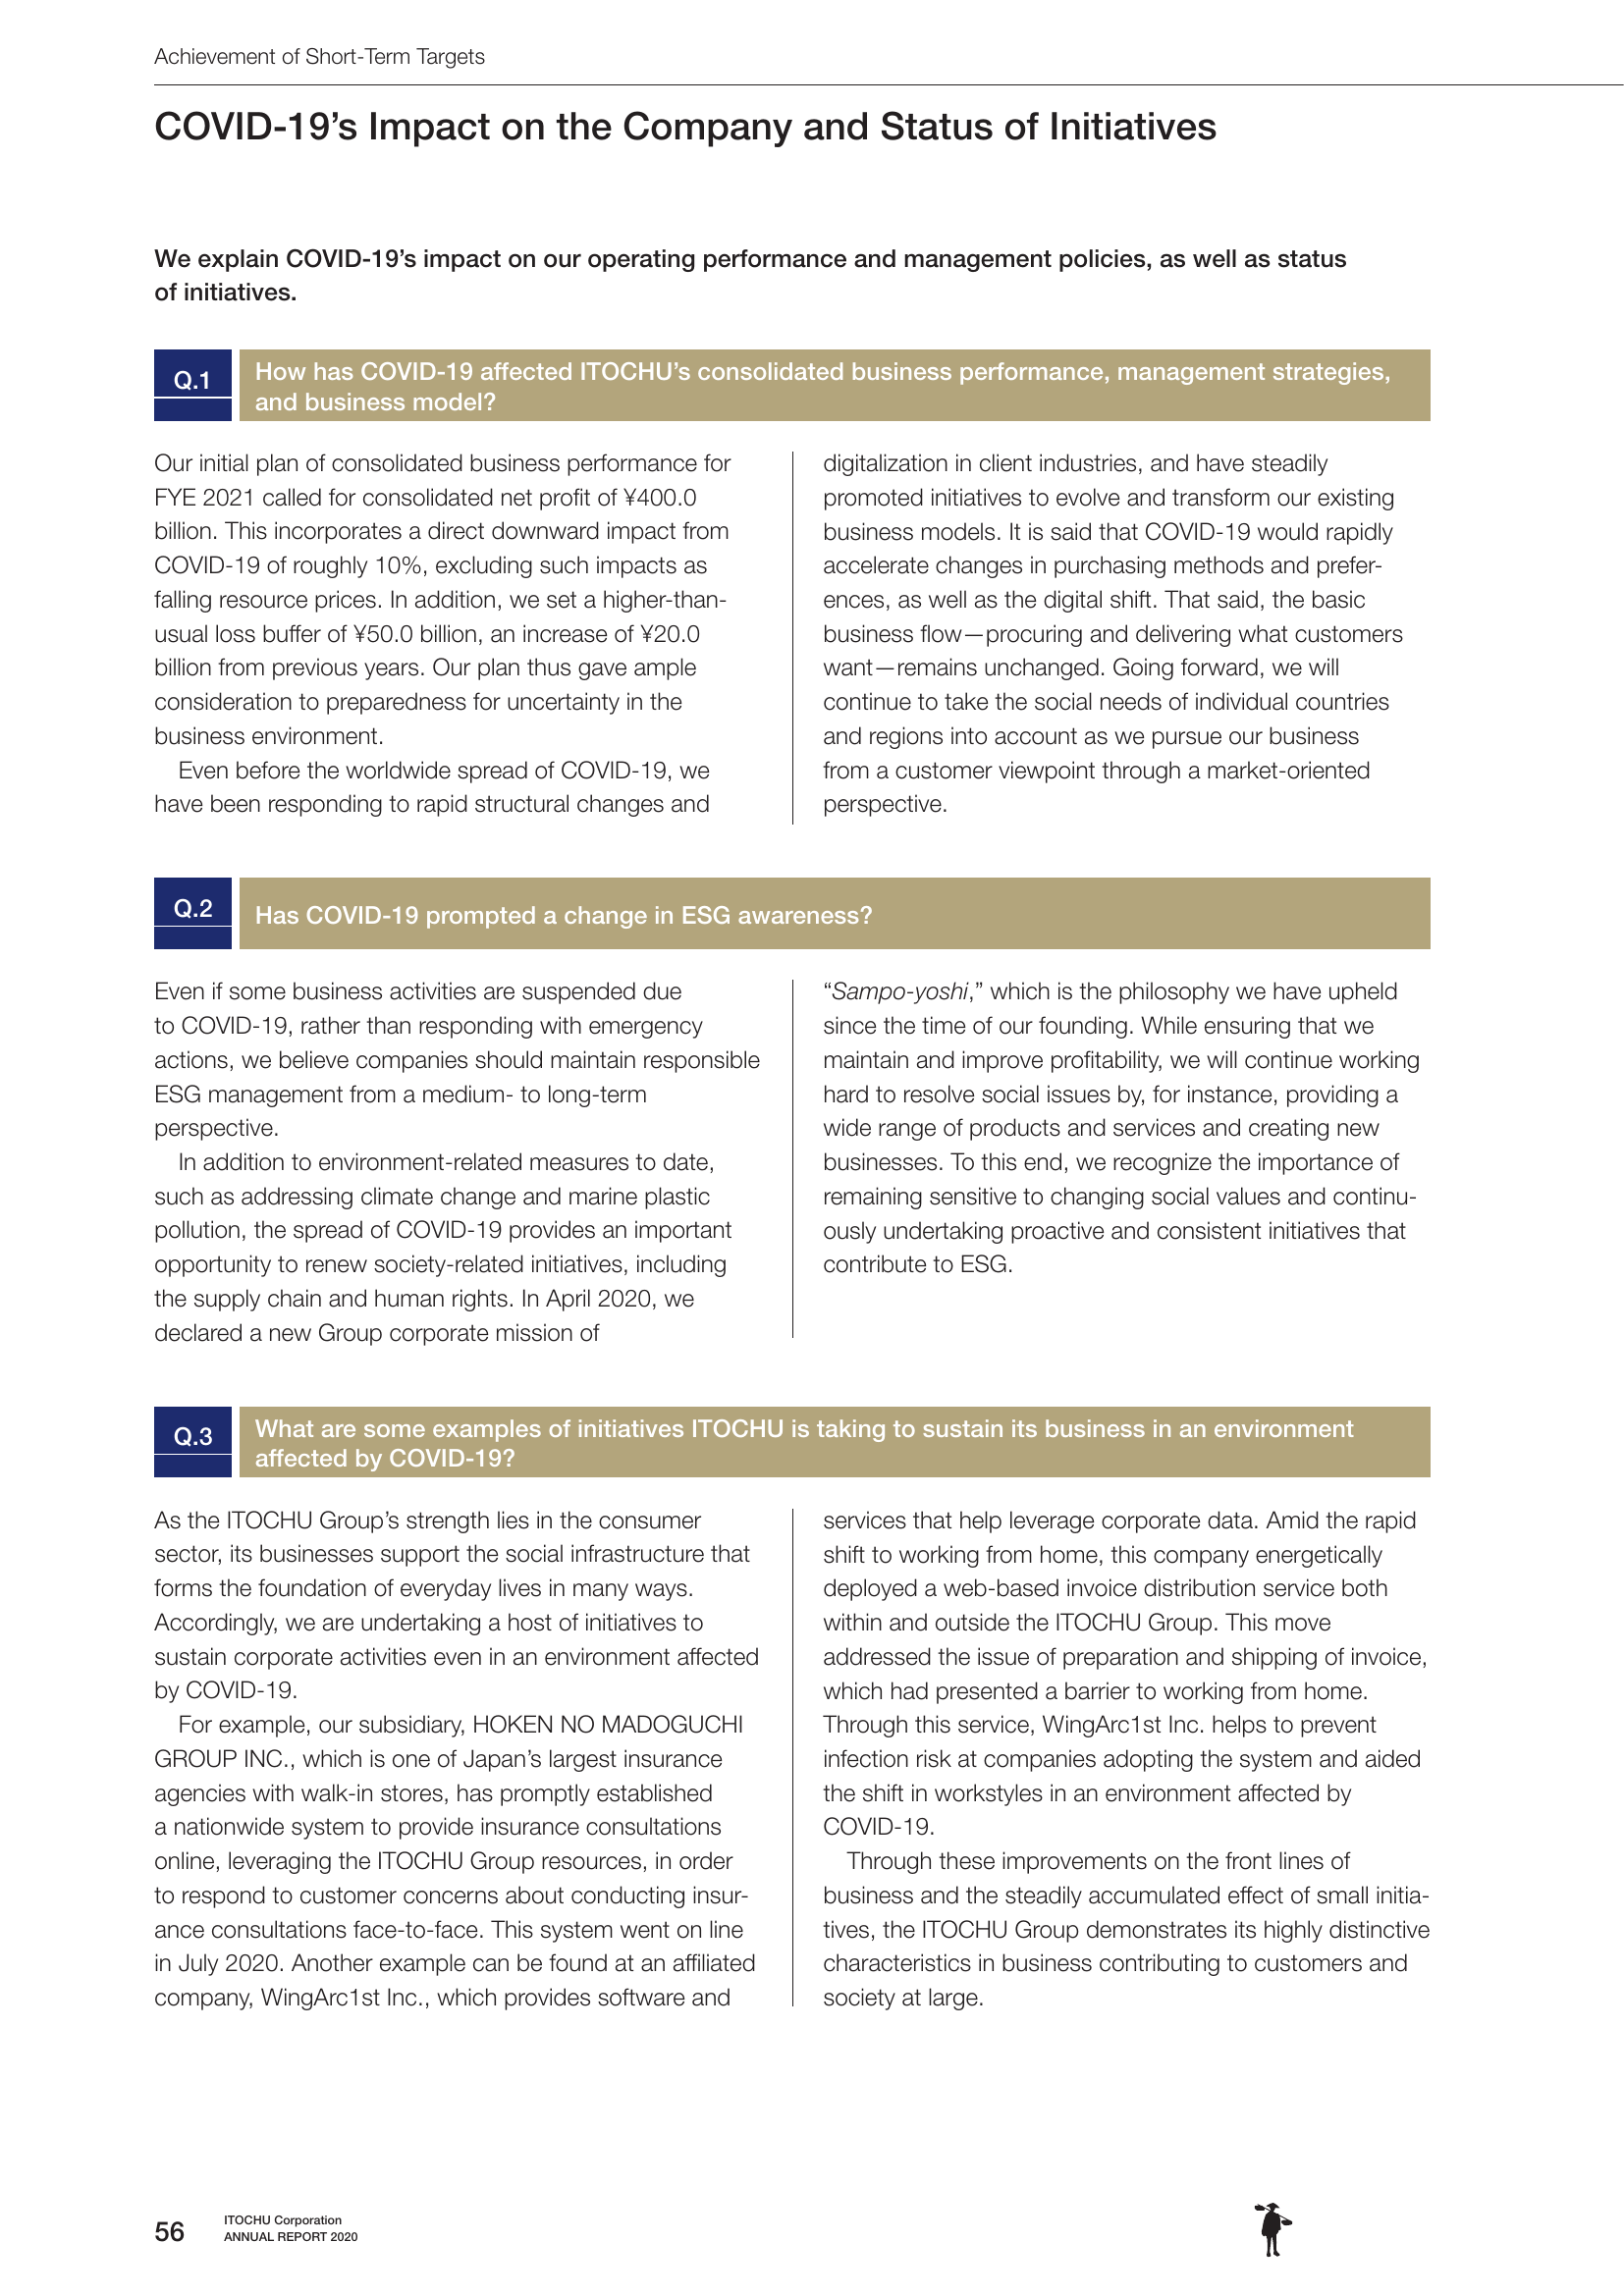 Achievement of Short-Term Targets
COVID-19’s Impact on the Company and Status of Initiatives
We explain COVID-19’s impact on our operating performance and management policies, as well as status
of initiatives.
Q.1
How has COVID-19 affected ITOCHU’s consolidated business performance, management strategies,
and business model?
Our initial plan of consolidated business performance for
FYE 2021 called for consolidated net profit of ¥400.0
billion. This incorporates a direct downward impact from
COVID-19 of roughly 10%, excluding such impacts as
falling resource prices. In addition, we set a higher-than-
usual loss buffer of ¥50.0 billion, an increase of ¥20.0
billion from previous years. Our plan thus gave ample
consideration to preparedness for uncertainty in the
business environment.
Even before the worldwide spread of COVID-19, we
have been responding to rapid structural changes and
digitalization in client industries, and have steadily
promoted initiatives to evolve and transform our existing
business models. It is said that COVID-19 would rapidly
accelerate changes in purchasing methods and prefer-
ences, as well as the digital shift. That said, the basic
business flow—procuring and delivering what customers
want—remains unchanged. Going forward, we will
continue to take the social needs of individual countries
and regions into account as we pursue our business
from a customer viewpoint through a market-oriented
perspective.
Q.2
Has COVID-19 prompted a change in ESG awareness?
Even if some business activities are suspended due
to COVID-19, rather than responding with emergency
actions, we believe companies should maintain responsible
ESG management from a medium- to long-term
perspective.
In addition to environment-related measures to date,
such as addressing climate change and marine plastic
pollution, the spread of COVID-19 provides an important
opportunity to renew society-related initiatives, including
the supply chain and human rights. In April 2020, we
declared a new Group corporate mission of
“Sampo-yoshi,” which is the philosophy we have upheld
since the time of our founding. While ensuring that we
maintain and improve profitability, we will continue working
hard to resolve social issues by, for instance, providing a
wide range of products and services and creating new
businesses. To this end, we recognize the importance of
remaining sensitive to changing social values and continu-
ously undertaking proactive and consistent initiatives that
contribute to ESG.
Q.3
What are some examples of initiatives ITOCHU is taking to sustain its business in an environment
affected by COVID-19?
As the ITOCHU Group’s strength lies in the consumer
sector, its businesses support the social infrastructure that
forms the foundation of everyday lives in many ways.
Accordingly, we are undertaking a host of initiatives to
sustain corporate activities even in an environment affected
by COVID-19.
For example, our subsidiary, HOKEN NO MADOGUCHI
GROUP INC., which is one of Japan’s largest insurance
agencies with walk-in stores, has promptly established
a nationwide system to provide insurance consultations
online, leveraging the ITOCHU Group resources, in order
to respond to customer concerns about conducting insur-
ance consultations face-to-face. This system went on line
in July 2020. Another example can be found at an affiliated
company, WingArc1st Inc., which provides software and
services that help leverage corporate data. Amid the rapid
shift to working from home, this company energetically
deployed a web-based invoice distribution service both
within and outside the ITOCHU Group. This move
addressed the issue of preparation and shipping of invoice,
which had presented a barrier to working from home.
Through this service, WingArc1st Inc. helps to prevent
infection risk at companies adopting the system and aided
the shift in workstyles in an environment affected by
COVID-19.
Through these improvements on the front lines of
business and the steadily accumulated effect of small initia-
tives, the ITOCHU Group demonstrates its highly distinctive
characteristics in business contributing to customers and
society at large.
56
ITOCHU Corporation
ANNUAL REPORT 2020